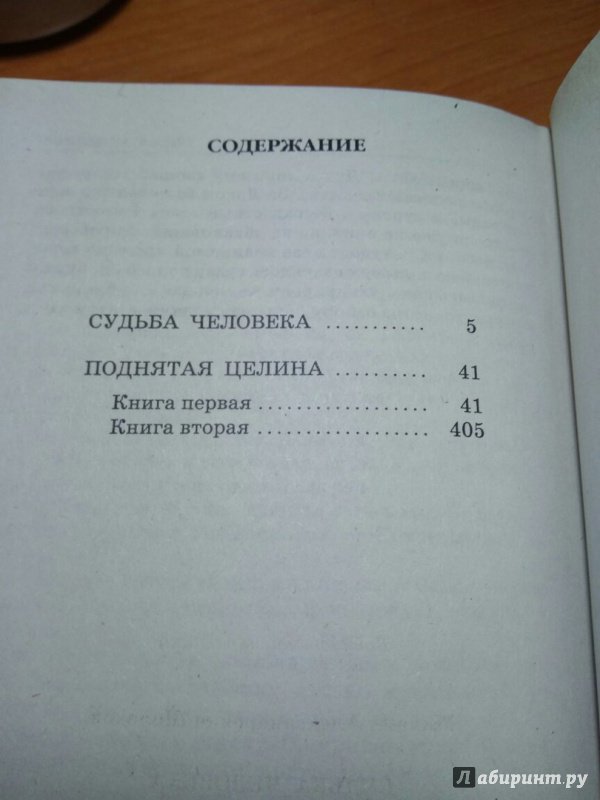 СОДЕРЖАНИЕ
СУДЬБА ЧЕЛОВЕКА ........... 5
ПОДНЯТАЯ ЦЕЛИНА .......... 41
Книга первая .................. 41
Книга вторая .................. 405
Лабиринт.ру